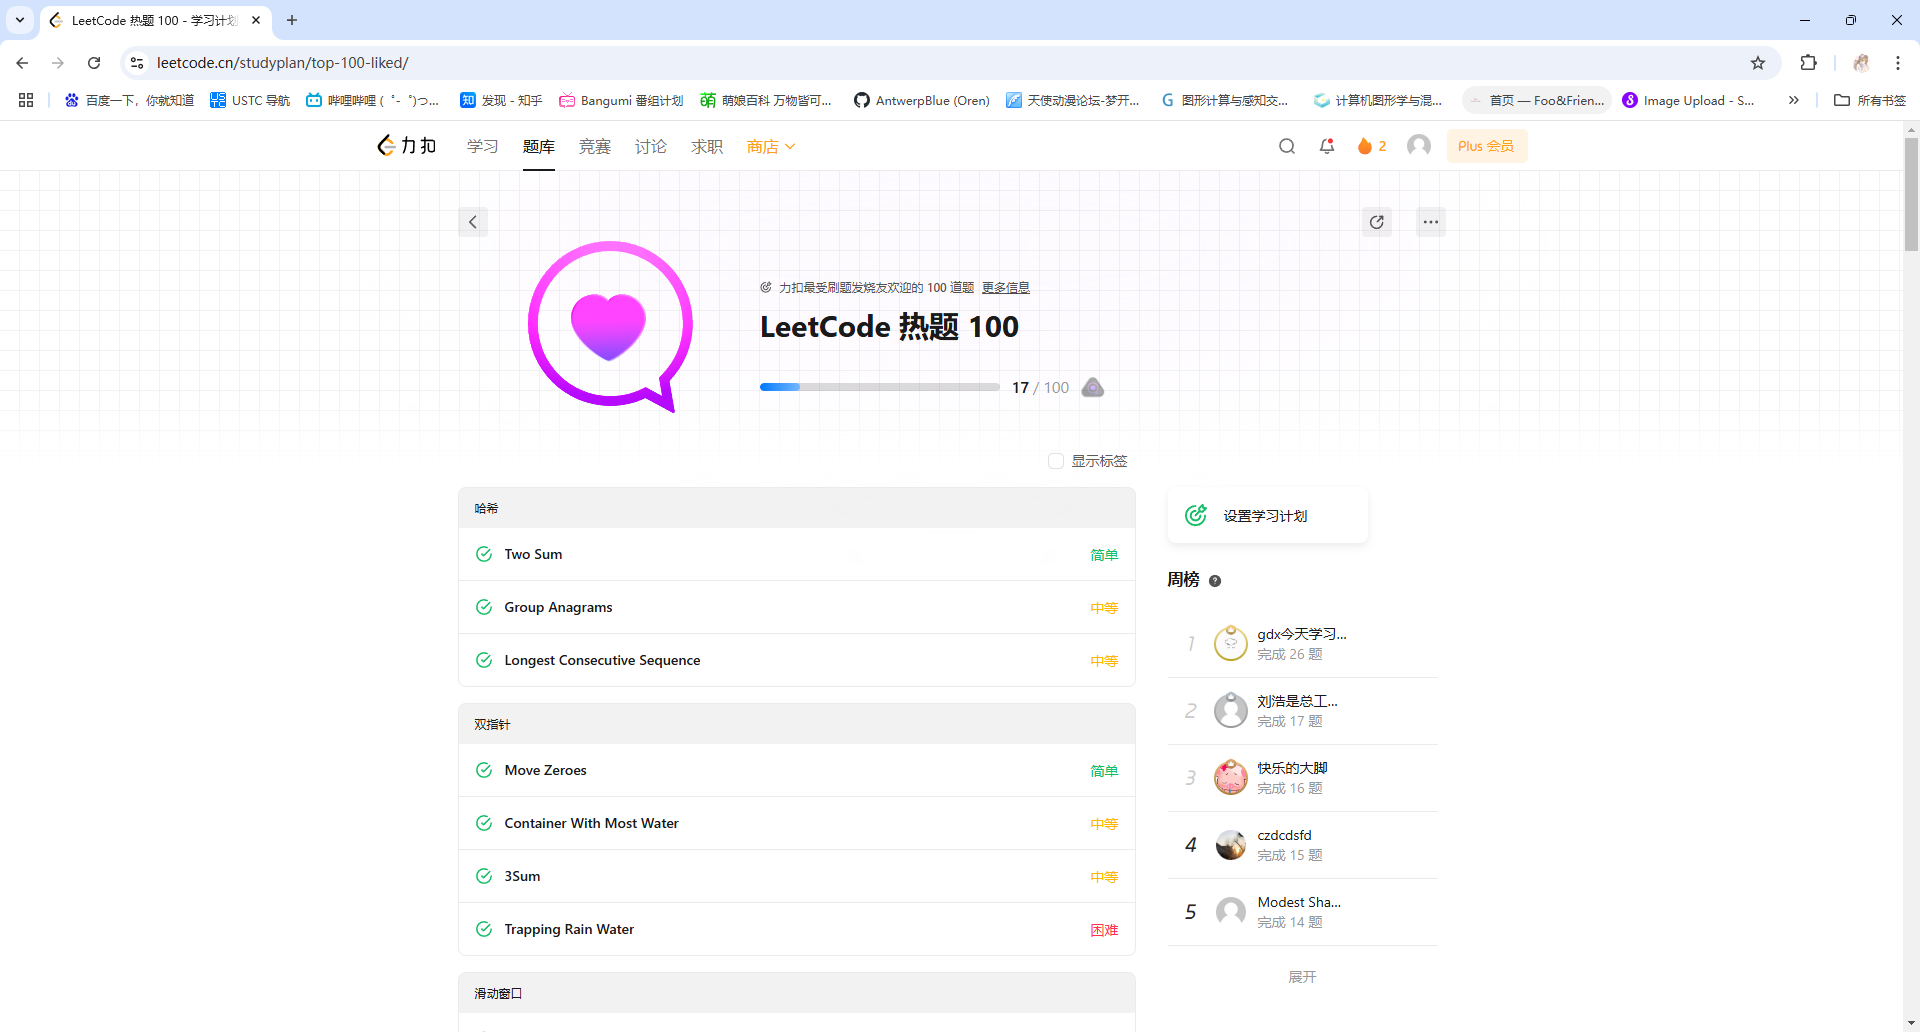 LeetCode 热题 100 - 学习计划
leetcode.cn/studyplan/top-100-liked/
百度一下，你就知道
USTC 导航
哔哩哔哩 (゜-゜)つ...
发现 - 知乎
Bangumi 番组计划
萌娘百科 万物皆可...
AntwerpBlue (Oren)
天使动漫论坛-梦开...
图形计算与感知交...
计算机图形学与混...
首页 — Foo&Frien...
Image Upload - S...
所有书签
力扣
学习
题库
竞赛
讨论
求职
商店
2
Plus 会员
力扣最受刷题发烧友欢迎的 100 道题 更多信息
LeetCode 热题 100
17 / 100
显示标签
哈希
Two Sum 简单
Group Anagrams 中等
Longest Consecutive Sequence 中等
双指针
Move Zeroes 简单
Container With Most Water 中等
3Sum 中等
Trapping Rain Water 困难
滑动窗口
设置学习计划
周榜
1
gdx今天学习...
完成 26 题
2
刘浩是总工...
完成 17 题
3
快乐的大脚
完成 16 题
4
czdcdsfd
完成 15 题
5
Modest Sha...
完成 14 题
展开